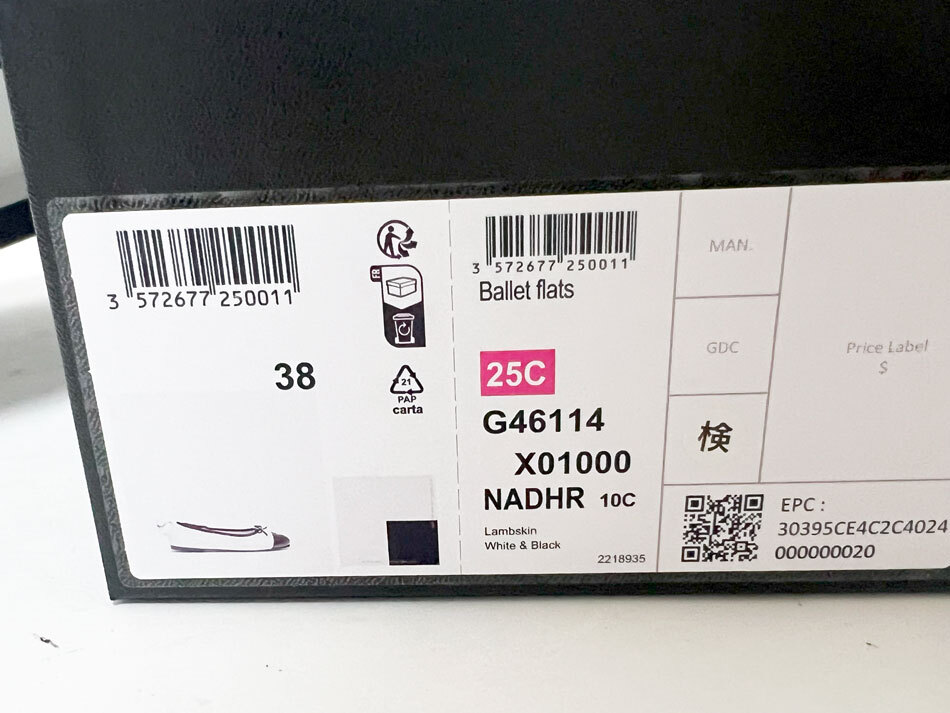 3 572677 250011
38
FR
21
PAP
carta
3 572677 250011
Ballet flats
25C
G46114
X01000
NADHR 10C
Lambskin
White & Black
2218935
MAN.
GDC
検
Price Label
$
EPC :
30395CE4C2C4024
000000020